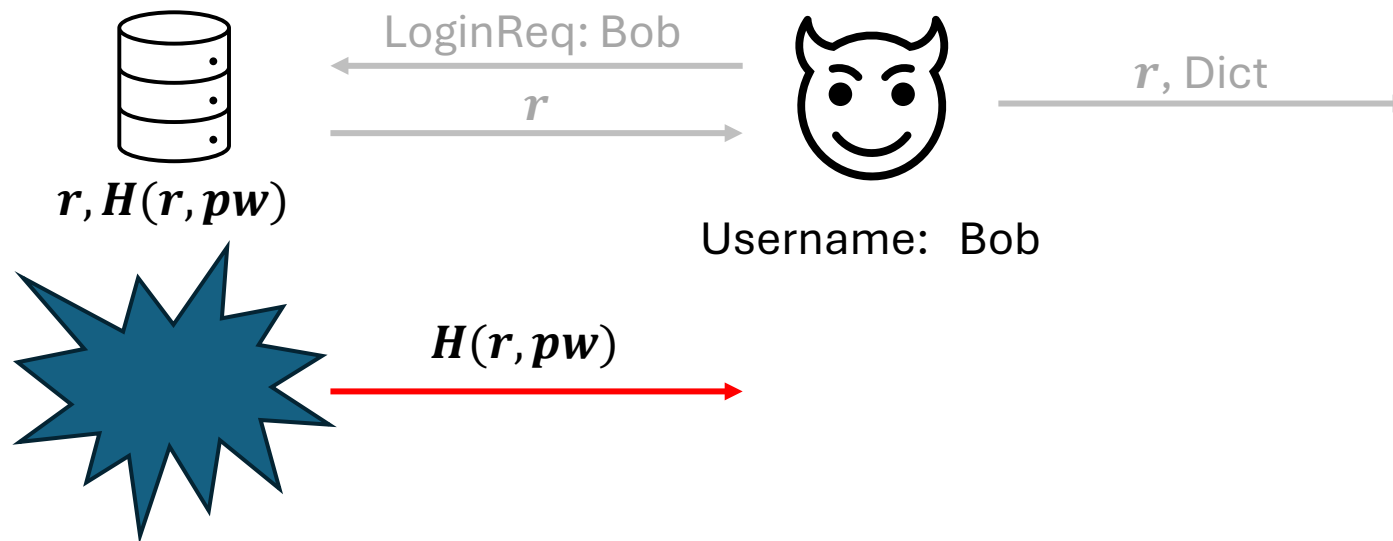 LoginReq: Bob
r
r, Dict
r, H(r, pw)
Username: Bob
H(r, pw)